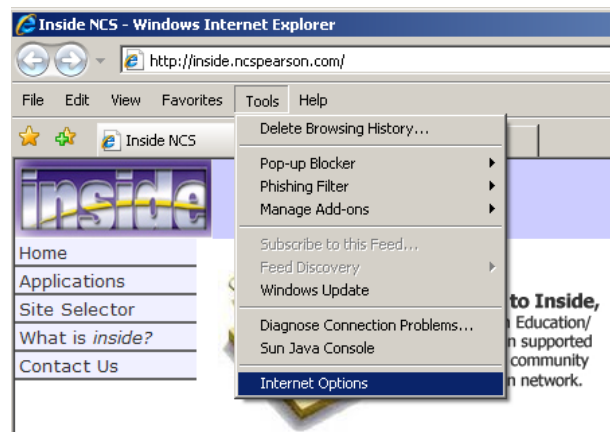 Inside NCS - Windows Internet Explorer
http://inside.ncspearson.com/
File Edit View Favorites Tools Help
Inside NCS
Delete Browsing History...
Pop-up Blocker
Phishing Filter
Manage Add-ons
Subscribe to this Feed...
Feed Discovery
Windows Update
Diagnose Connection Problems...
Sun Java Console
Internet Options
inside
Home
Applications
Site Selector
What is inside?
Contact Us
to Inside,
Education/
supported
community
network.